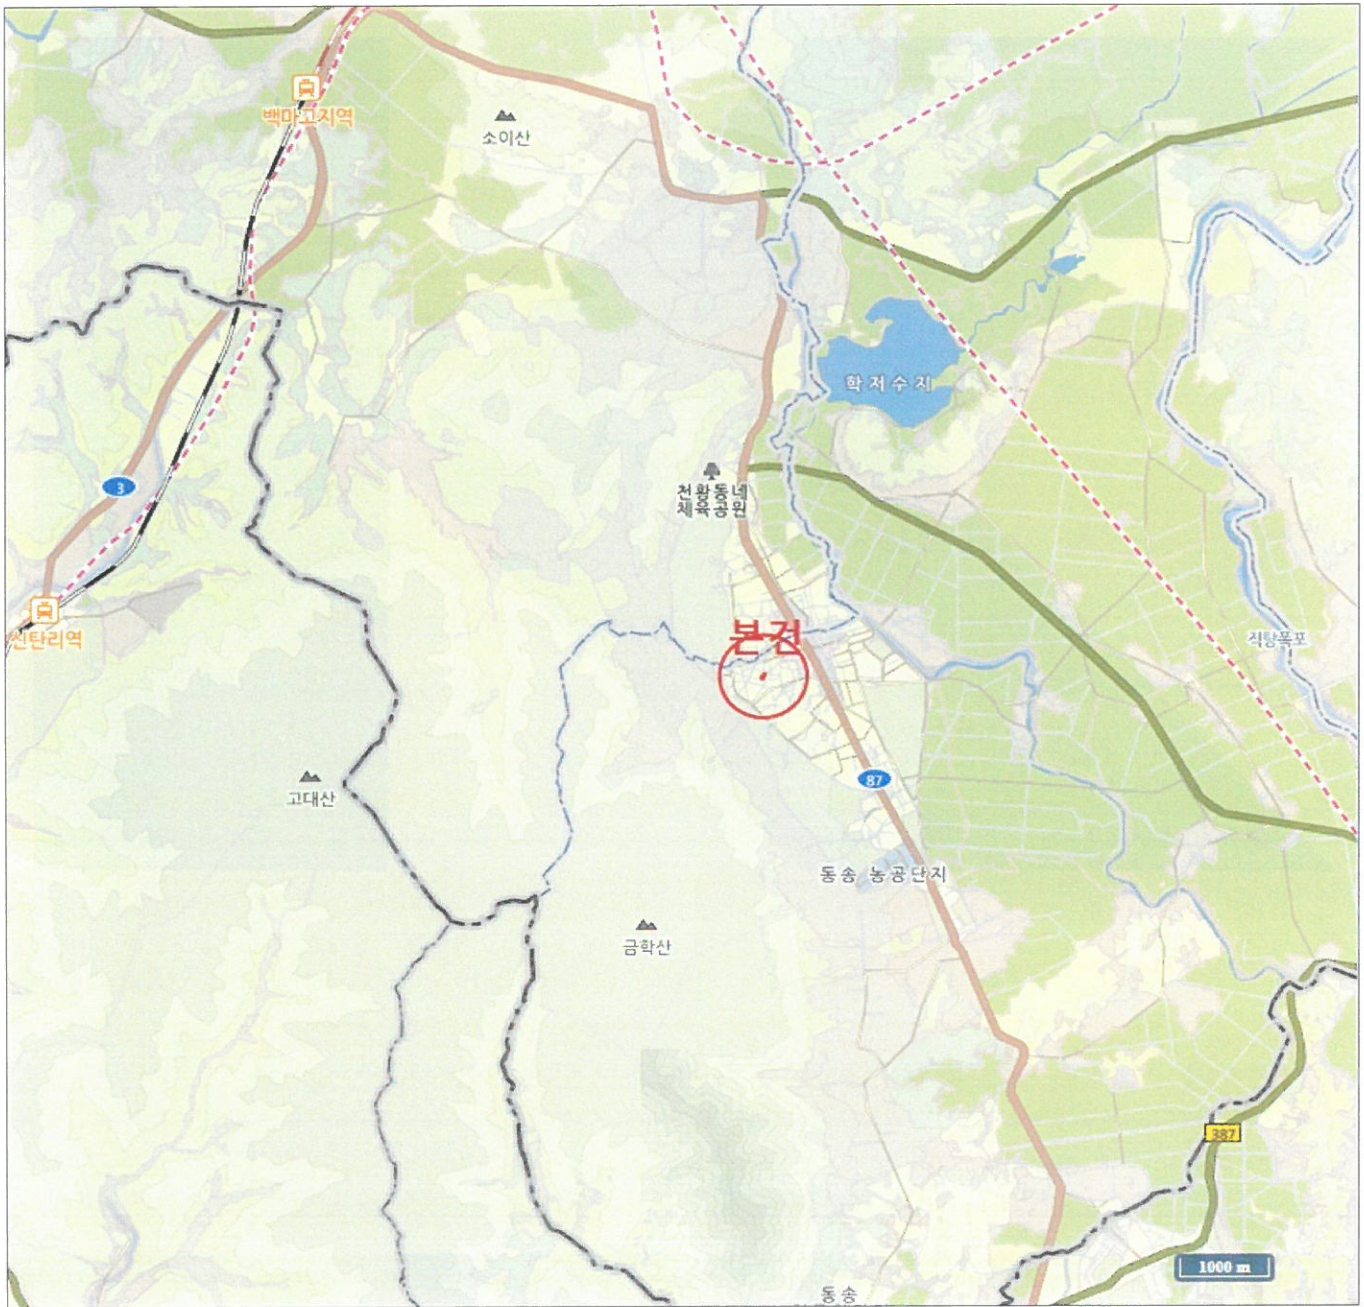 백마고지역
소이산
학저수지
전황동네
체육공원
3
신탄리역
본건
직탕폭포
고대산
87
동송 농공단지
금학산
387
1000 m
동송